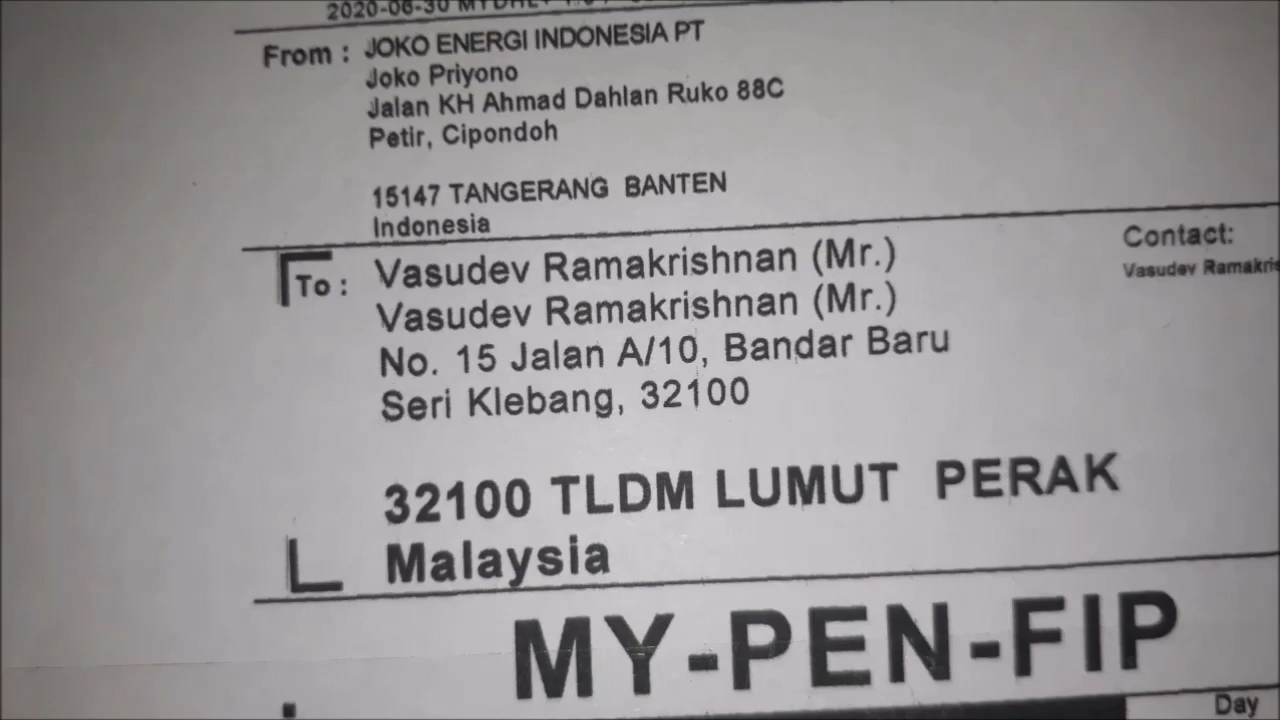 2020-06-30 MYDHL+
From : JOKO ENERGI INDONESIA PT
Joko Priyono
Jalan KH Ahmad Dahlan Ruko 88C
Petir, Cipondoh
15147 TANGERANG BANTEN
Indonesia
To : Vasudev Ramakrishnan (Mr.)
Contact:
Vasudev Ramakris
Vasudev Ramakrishnan (Mr.)
No. 15 Jalan A/10, Bandar Baru
Seri Klebang, 32100
32100 TLDM LUMUT PERAK
Malaysia
MY-PEN-FIP
Day